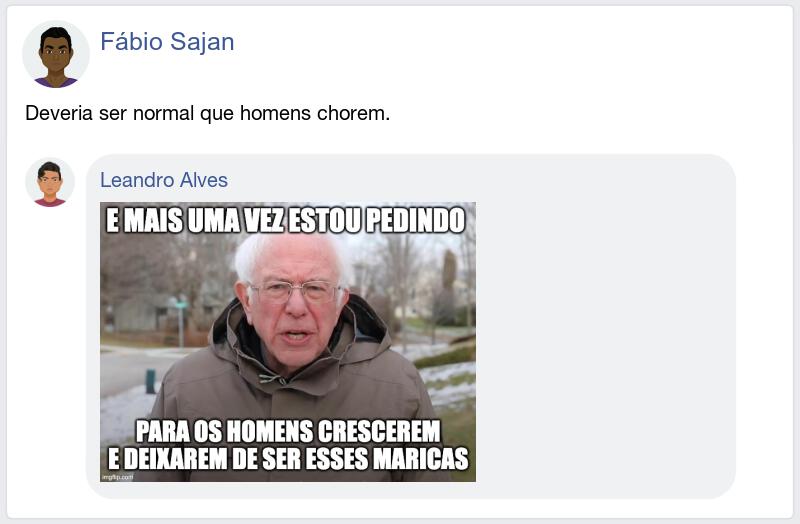 Fábio Sajan
Deveria ser normal que homens chorem.
Leandro Alves
E MAIS UMA VEZ ESTOU PEDINDO
PARA OS HOMENS CRESCEREM
E DEIXAREM DE SER ESSES MARICAS
imgflip.com